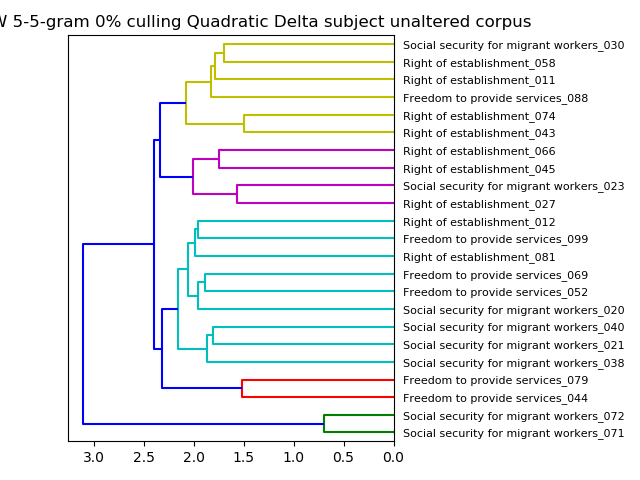 5-5-gram 0% culling Quadratic Delta subject unaltered corpus
Social security for migrant workers_030
Right of establishment_058
Right of establishment_011
Freedom to provide services_088
Right of establishment_074
Right of establishment_043
Right of establishment_066
Right of establishment_045
Social security for migrant workers_023
Right of establishment_027
Right of establishment_012
Freedom to provide services_099
Right of establishment_081
Freedom to provide services_069
Freedom to provide services_052
Social security for migrant workers_020
Social security for migrant workers_040
Social security for migrant workers_021
Social security for migrant workers_038
Freedom to provide services_079
Freedom to provide services_044
Social security for migrant workers_072
Social security for migrant workers_071
3.0 2.5 2.0 1.5 1.0 0.5 0.0